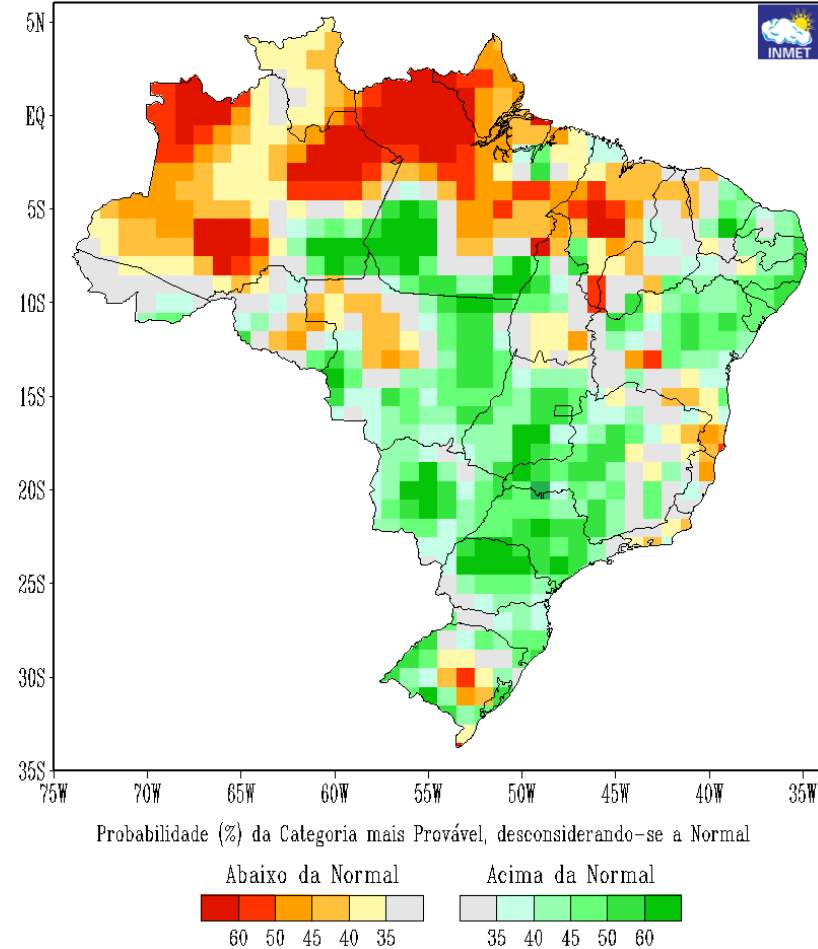 5N
INMET
EQ
5S
10S
15S
20S
25S
30S
35S
75W 70W 65W 60W 55W 50W 45W 40W 35W
Probabilidade (%) da Categoria mais Provável, desconsiderando-se a Normal
Abaixo da Normal Acima da Normal
60 50 45 40 35 35 40 45 50 60